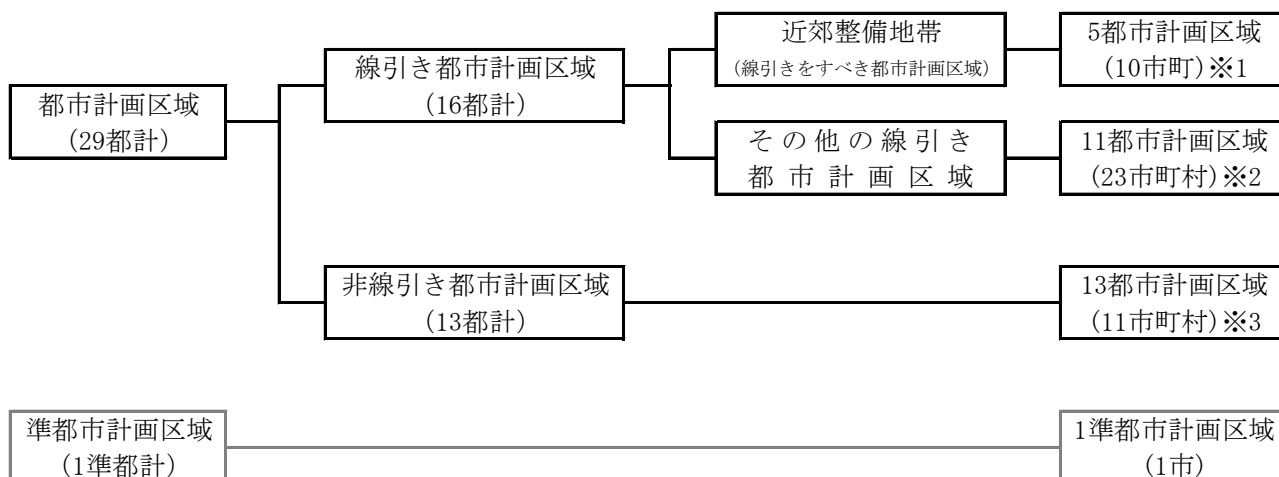 都市計画区域
(29都計)
線引き都市計画区域
(16都計)
近郊整備地帯
(線引きをすべき都市計画区域)
5都市計画区域
(10市町)※1
その他の線引き
都市計画区域
11都市計画区域
(23市町村)※2
非線引き都市計画区域
(13都計)
13都市計画区域
(11市町村)※3
準都市計画区域
(1準都計)
1準都市計画区域
(1市)